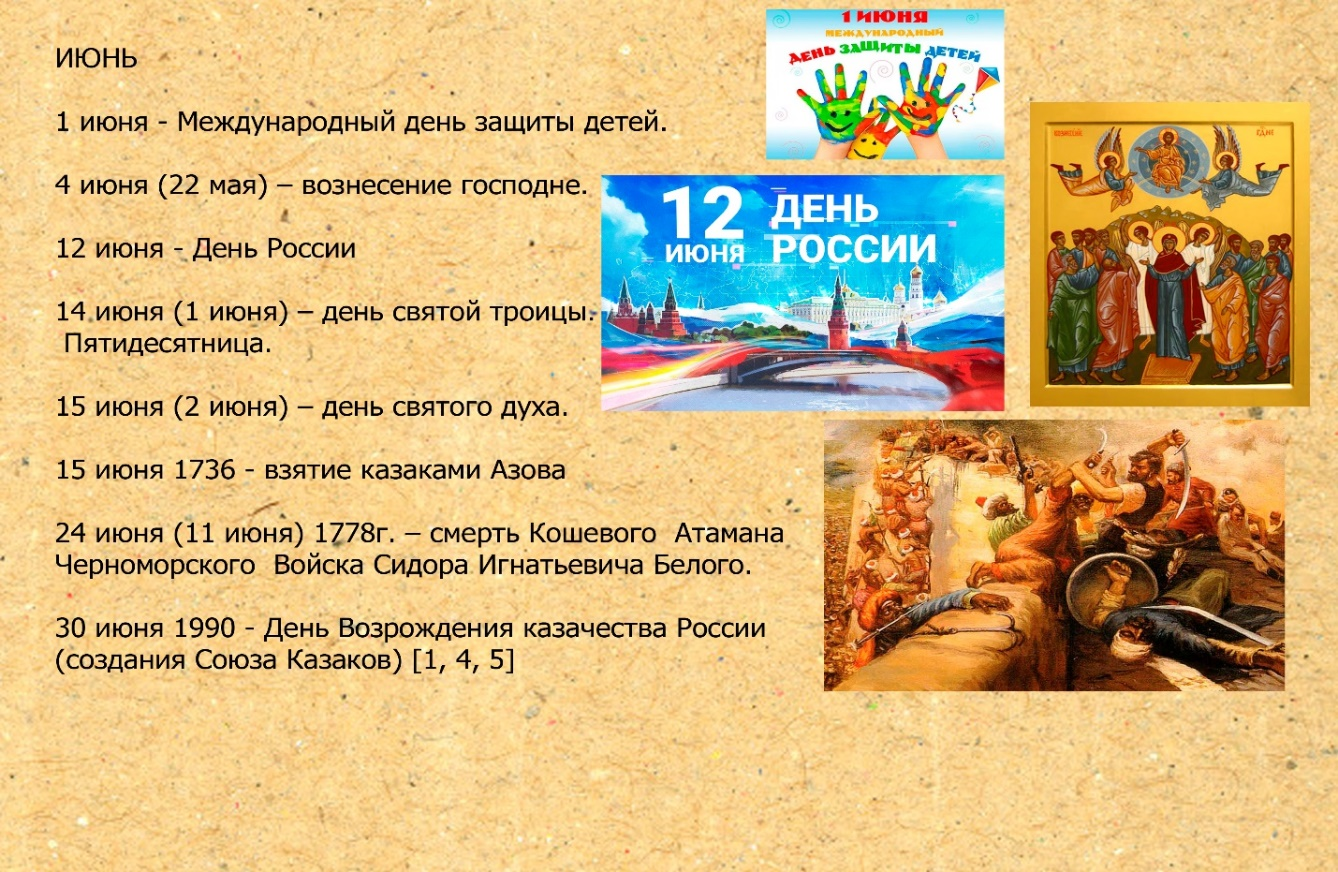 ИЮНЬ
1 июня - Международный день защиты детей.
4 июня (22 мая) – вознесение господне.
12 июня - День России
14 июня (1 июня) – день святой троицы.
Пятидесятница.
15 июня (2 июня) – день святого духа.
15 июня 1736 - взятие казаками Азова
24 июня (11 июня) 1778г. – смерть Кошевого Атамана
Черноморского Войска Сидора Игнатьевича Белого.
30 июня 1990 - День Возрождения казачества России
(создания Союза Казаков) [1, 4, 5]
1 ИЮНЯ
МЕЖДУНАРОДНЫЙ
ДЕНЬ ЗАЩИТЫ ДЕТЕЙ
12 ИЮНЯ
ДЕНЬ
РОССИИ